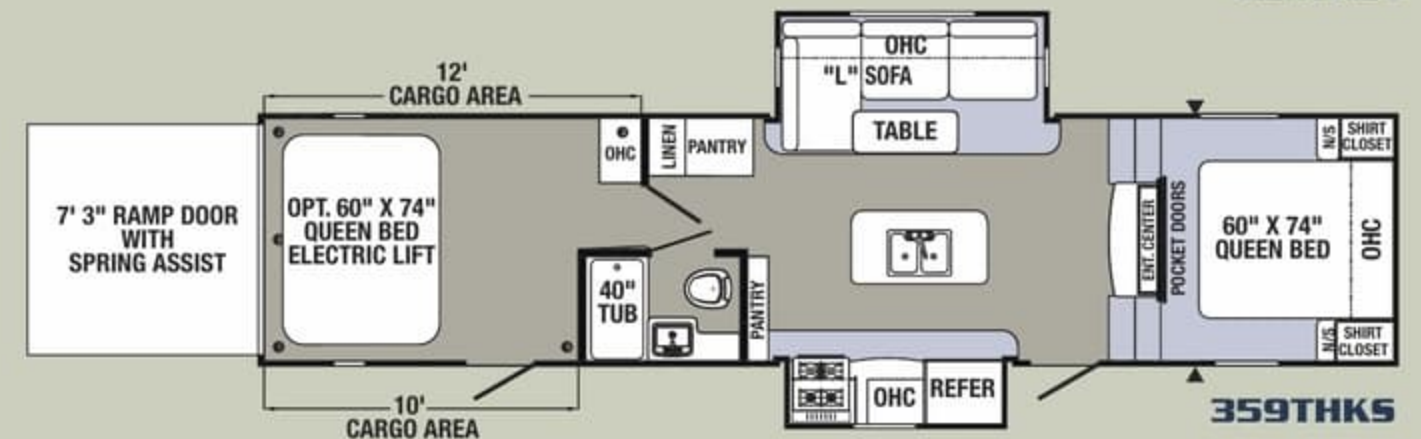 12'
CARGO AREA
7' 3" RAMP DOOR
WITH
SPRING ASSIST
OPT. 60" X 74"
QUEEN BED
ELECTRIC LIFT
OHC
LINEN
PANTRY
40"
TUB
PANTRY
OHC
"L" SOFA
TABLE
OHC
REFER
ENT. CENTER
POCKET DOORS
60" X 74"
QUEEN BED
OHC
N/S
SHIRT
CLOSET
N/S
SHIRT
CLOSET
10'
CARGO AREA
359THKS